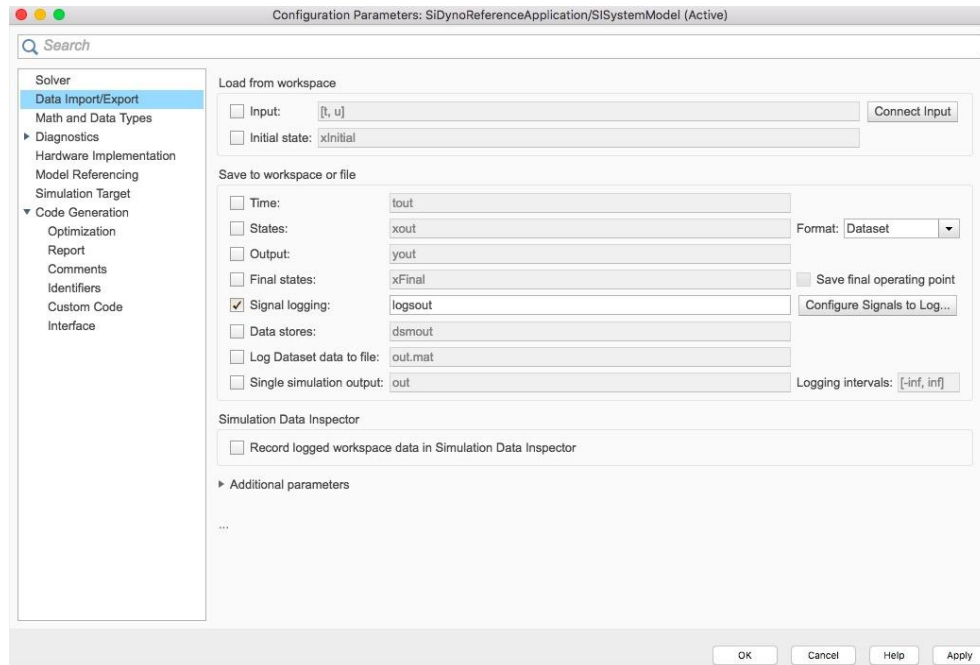 Configuration Parameters: SiDynoReferenceApplication/SISystemModel (Active)
Search
Solver
Data Import/Export
Math and Data Types
Diagnostics
Hardware Implementation
Model Referencing
Simulation Target
Code Generation
Optimization
Report
Comments
Identifiers
Custom Code
Interface
Load from workspace
Input: [t, u] Connect Input
Initial state: xInitial
Save to workspace or file
Time: tout
States: xout Format: Dataset
Output: yout
Final states: xFinal Save final operating point
Signal logging: logsout Configure Signals to Log...
Data stores: dsmout
Log Dataset data to file: out.mat
Single simulation output: out Logging intervals: [-inf, inf]
Simulation Data Inspector
Record logged workspace data in Simulation Data Inspector
Additional parameters
...
OK Cancel Help Apply